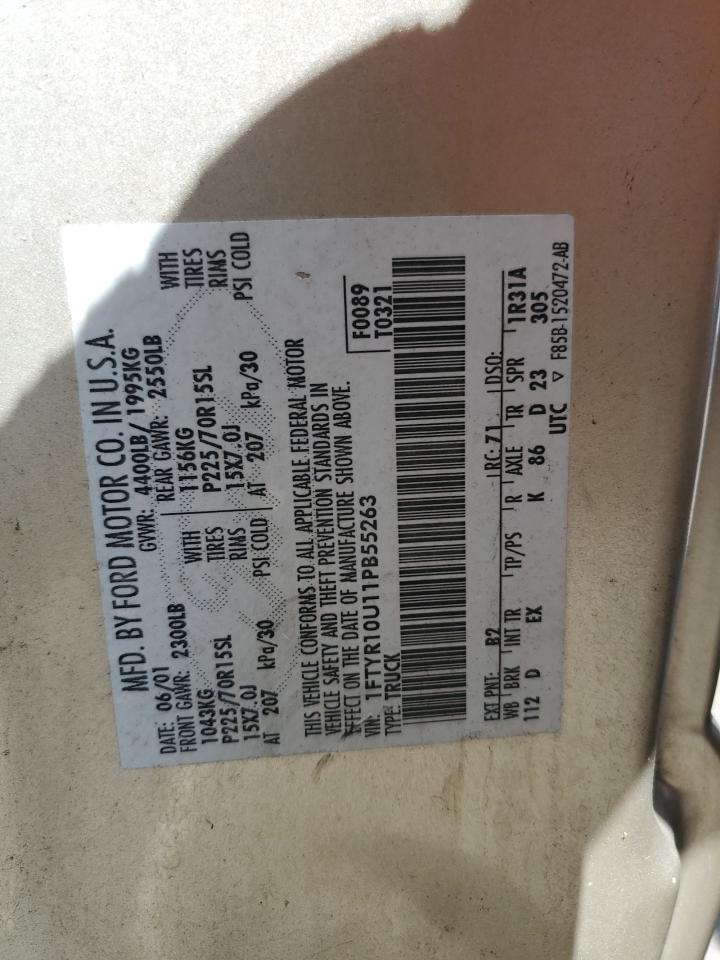 MFD. BY FORD MOTOR CO. IN U.S.A.
DATE: 06/01 GVWR: 4400LB/ 1995KG
FRONT GAWR: 2300LB REAR GAWR: 2550LB
1043KG WITH 1156KG WITH
P225/70R15SL TIRES P225/70R15SL TIRES
15X7.0J RIMS 15X7.0J RIMS
AT 207 kPa/30 PSI COLD AT 207 kPa/30 PSI COLD
THIS VEHICLE CONFORMS TO ALL APPLICABLE FEDERAL MOTOR
VEHICLE SAFETY AND THEFT PREVENTION STANDARDS IN
EFFECT ON THE DATE OF MANUFACTURE SHOWN ABOVE.
VIN: 1FTYR10U11PB55263 F0089
TYPE: TRUCK T0321
EXT PNT: B2 RC: 71 DSO:
WB BRK INT TR TP/PS R AXLE TR SPR 1R31A
112 D EX K 86 D 23 305
UTC ▽ F85B-1520472-AB